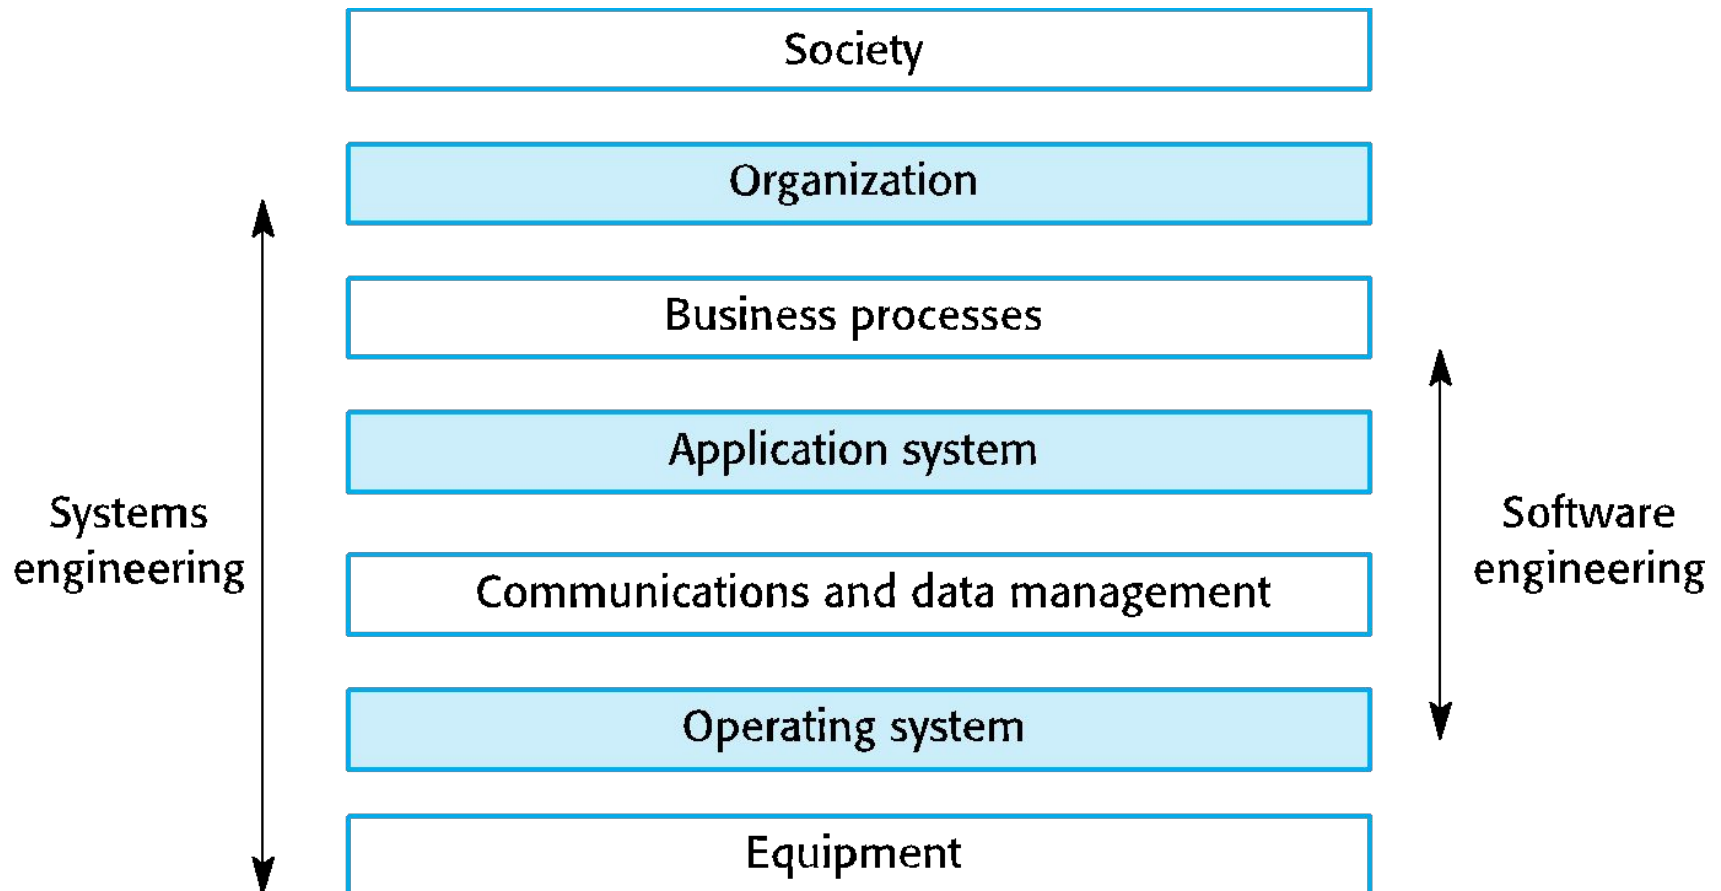 Society
Organization
Business processes
Application system
Systems
engineering
Software
engineering
Communications and data management
Operating system
Equipment